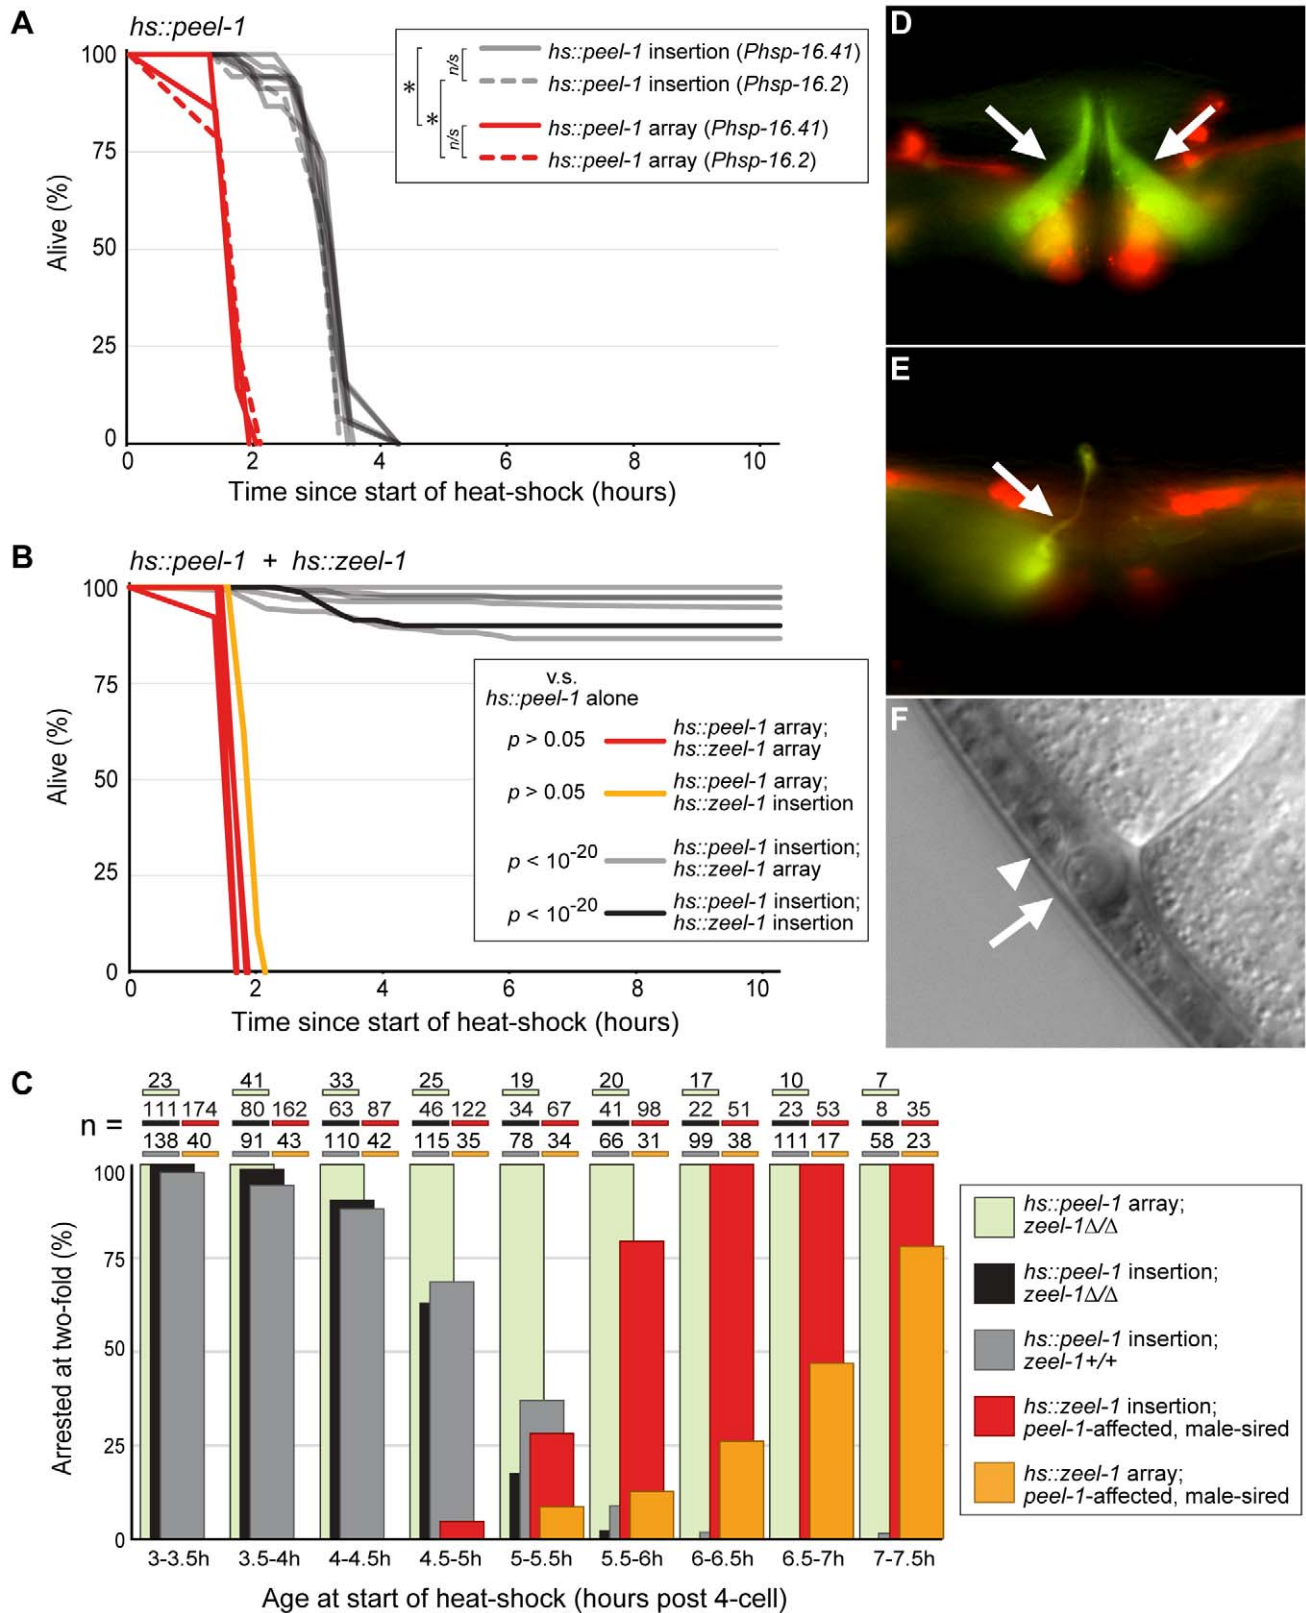 A
hs::peel-1
100
75
50
25
0
Alive (%)
0 2 4 6 8 10
Time since start of heat-shock (hours)
* n/s hs::peel-1 insertion (Phsp-16.41)
hs::peel-1 insertion (Phsp-16.2)
* n/s hs::peel-1 array (Phsp-16.41)
hs::peel-1 array (Phsp-16.2)
B
hs::peel-1 + hs::zeel-1
100
75
50
25
0
Alive (%)
0 2 4 6 8 10
Time since start of heat-shock (hours)
v.s.
hs::peel-1 alone
p > 0.05 hs::peel-1 array;
hs::zeel-1 array
p > 0.05 hs::peel-1 array;
hs::zeel-1 insertion
p < 10-20 hs::peel-1 insertion;
hs::zeel-1 array
p < 10-20 hs::peel-1 insertion;
hs::zeel-1 insertion
C
23 41 33 25 19 20 17 10 7
n = 111 174 80 162 63 87 46 122 34 67 41 98 22 51 23 53 8 35
138 40 91 43 110 42 115 35 78 34 66 31 99 38 111 17 58 23
100
75
50
25
0
Arrested at two-fold (%)
3-3.5h 3.5-4h 4-4.5h 4.5-5h 5-5.5h 5.5-6h 6-6.5h 6.5-7h 7-7.5h
Age at start of heat-shock (hours post 4-cell)
hs::peel-1 array;
zeel-1Δ/Δ
hs::peel-1 insertion;
zeel-1Δ/Δ
hs::peel-1 insertion;
zeel-1+/+
hs::zeel-1 insertion;
peel-1-affected, male-sired
hs::zeel-1 array;
peel-1-affected, male-sired
D
E
F